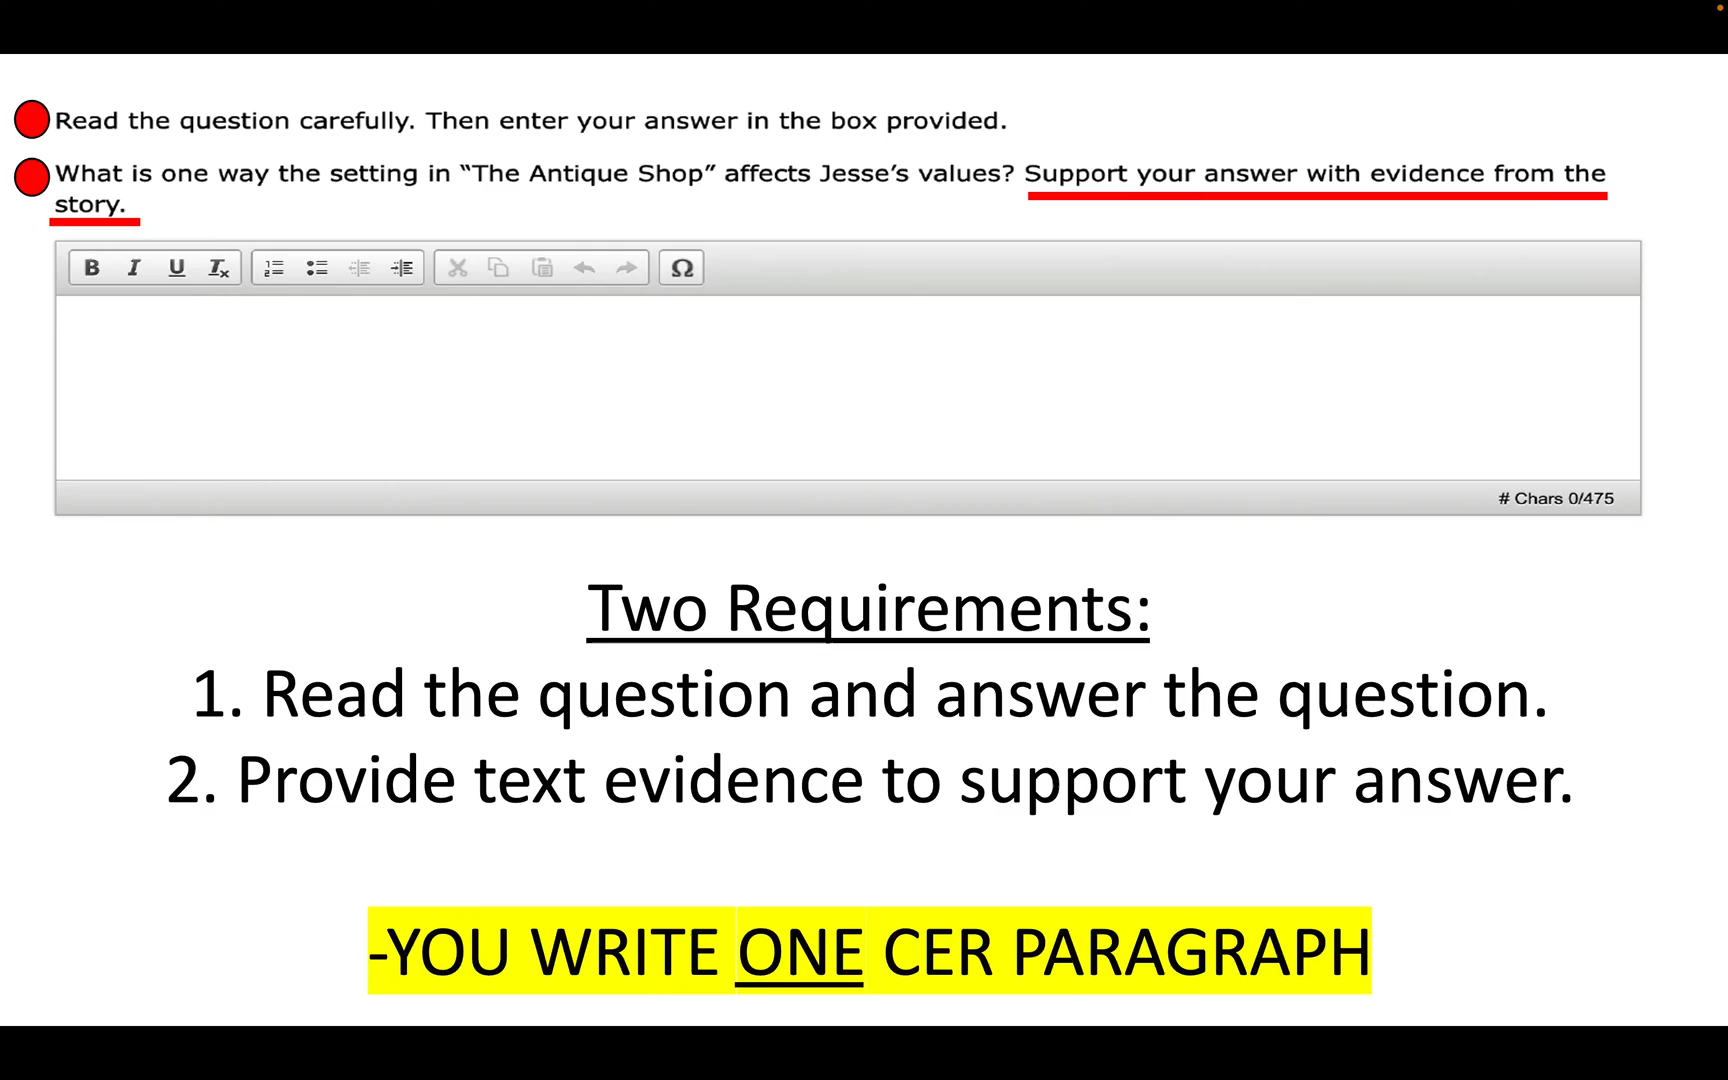 Read the question carefully. Then enter your answer in the box provided.
What is one way the setting in “The Antique Shop” affects Jesse’s values? Support your answer with evidence from the
story.
B I U Tx Ω
# Chars 0/475
Two Requirements:
1. Read the question and answer the question.
2. Provide text evidence to support your answer.
-YOU WRITE ONE CER PARAGRAPH